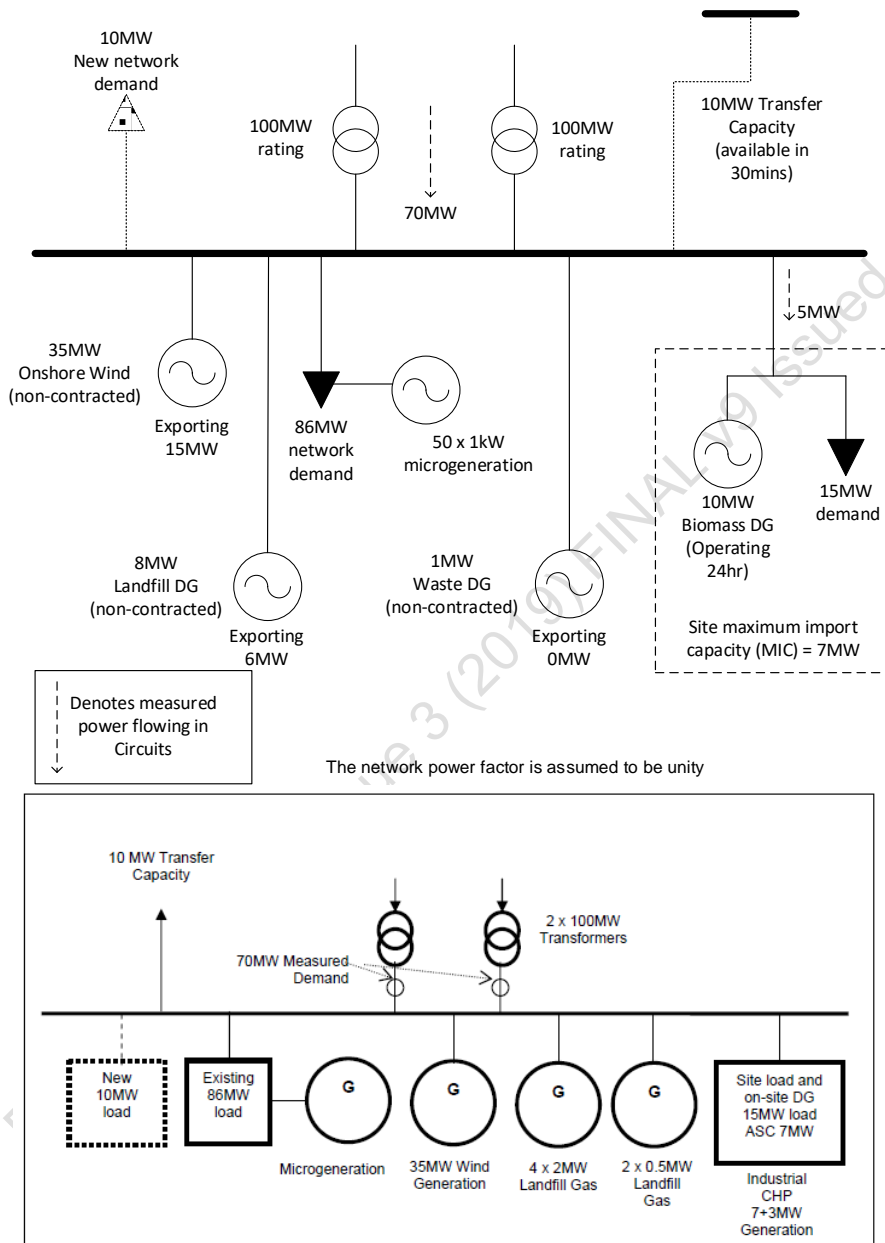 10MW
New network
demand
100MW
rating
70MW
100MW
rating
10MW Transfer
Capacity
(available in
30mins)
5MW
35MW
Onshore Wind
(non-contracted)
Exporting
15MW
86MW
network
demand
50 x 1kW
microgeneration
10MW
Biomass DG
(Operating
24hr)
15MW
demand
8MW
Landfill DG
(non-contracted)
Exporting
6MW
1MW
Waste DG
(non-contracted)
Exporting
0MW
Site maximum import
capacity (MIC) = 7MW
Denotes measured
power flowing in
Circuits
3 (2019) FINAL v9 Issued
The network power factor is assumed to be unity
10 MW Transfer
Capacity
2 x 100MW
Transformers
70MW Measured
Demand
New
10MW
load
Existing
86MW
load
G
Microgeneration
G
35MW Wind
Generation
G
4 x 2MW
Landfill Gas
G
2 x 0.5MW
Landfill
Gas
Site load and
on-site DG
15MW load
ASC 7MW
Industrial
CHP
7+3MW
Generation